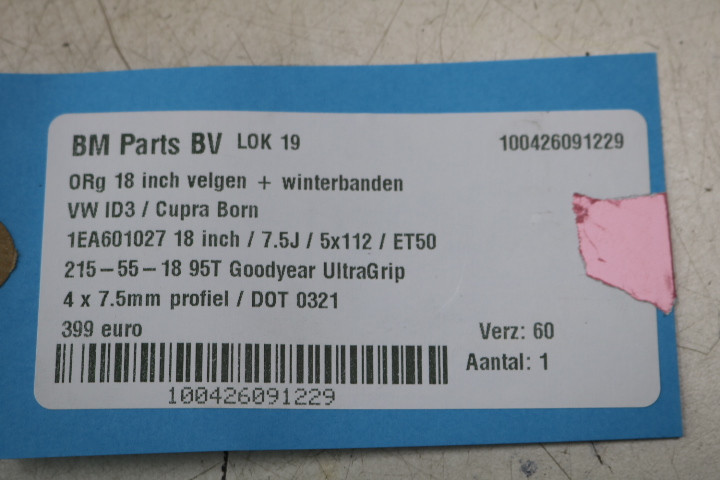 BM Parts BV LOK 19 100426091229
ORg 18 inch velgen + winterbanden
VW ID3 / Cupra Born
1EA601027 18 inch / 7.5J / 5x112 / ET50
215-55-18 95T Goodyear UltraGrip
4 x 7.5mm profiel / DOT 0321
399 euro Verz: 60
Aantal: 1
100426091229